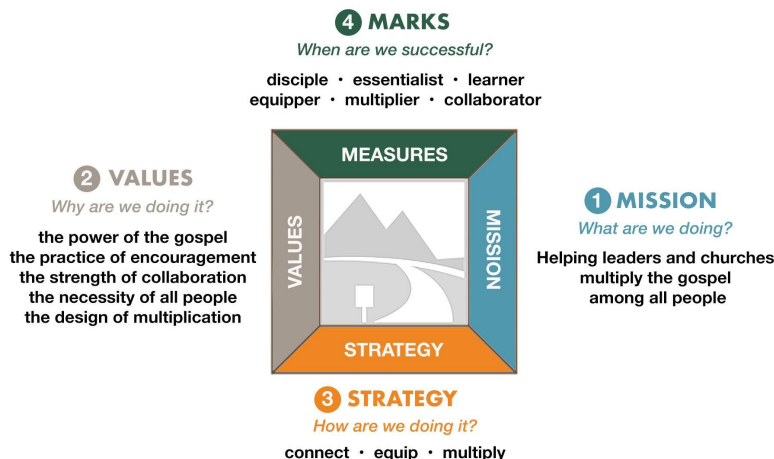 4 MARKS
When are we successful?
disciple • essentialist • learner
equipper • multiplier • collaborator
MEASURES
2 VALUES
Why are we doing it?
the power of the gospel
the practice of encouragement
the strength of collaboration
the necessity of all people
the design of multiplication
VALUES
MISSION
1 MISSION
What are we doing?
Helping leaders and churches
multiply the gospel
among all people
STRATEGY
3 STRATEGY
How are we doing it?
connect • equip • multiply